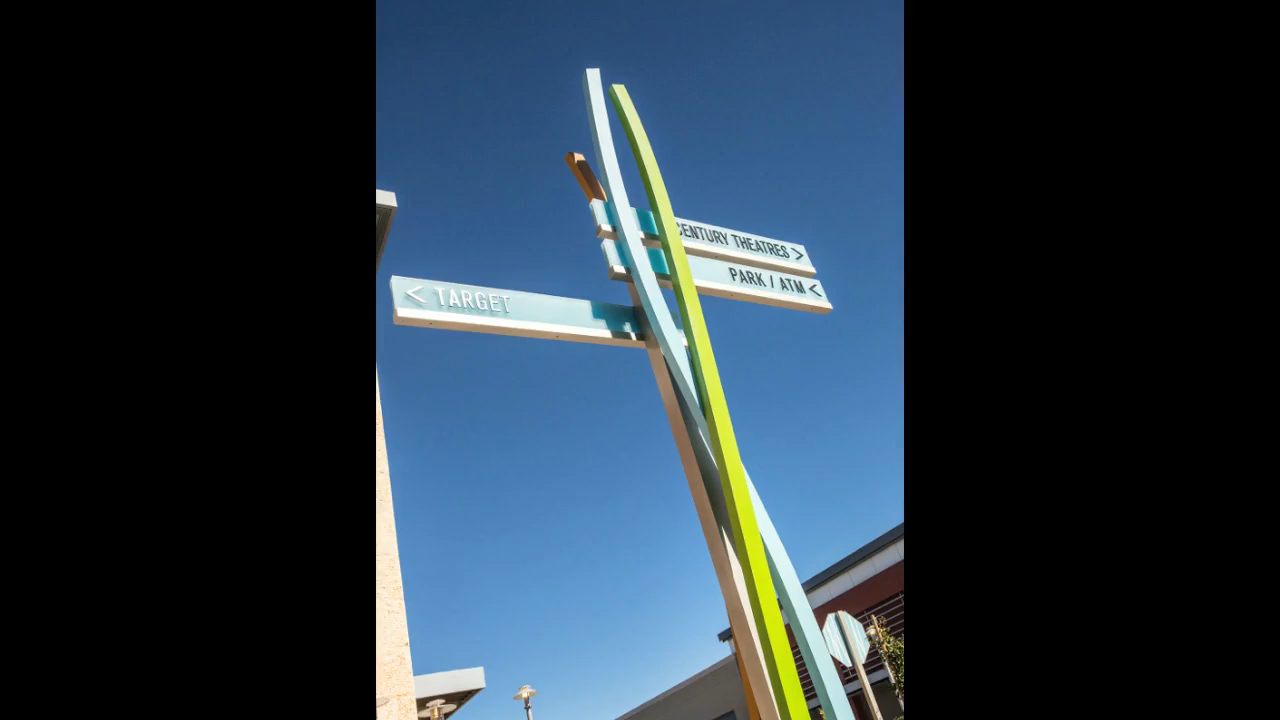 CENTURY THEATRES >
PARK / ATM <
< TARGET